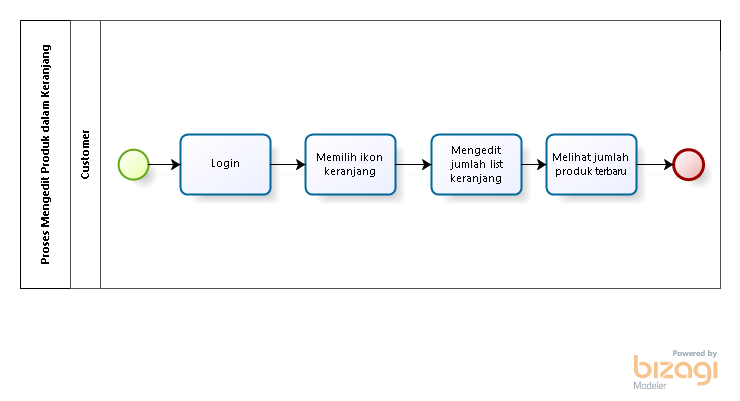 Proses Mengedit Produk dalam Keranjang
Customer
Login
Memilih ikon
keranjang
Mengedit
jumlah list
keranjang
Melihat jumlah
produk terbaru
Powered by
bizagi
Modeler